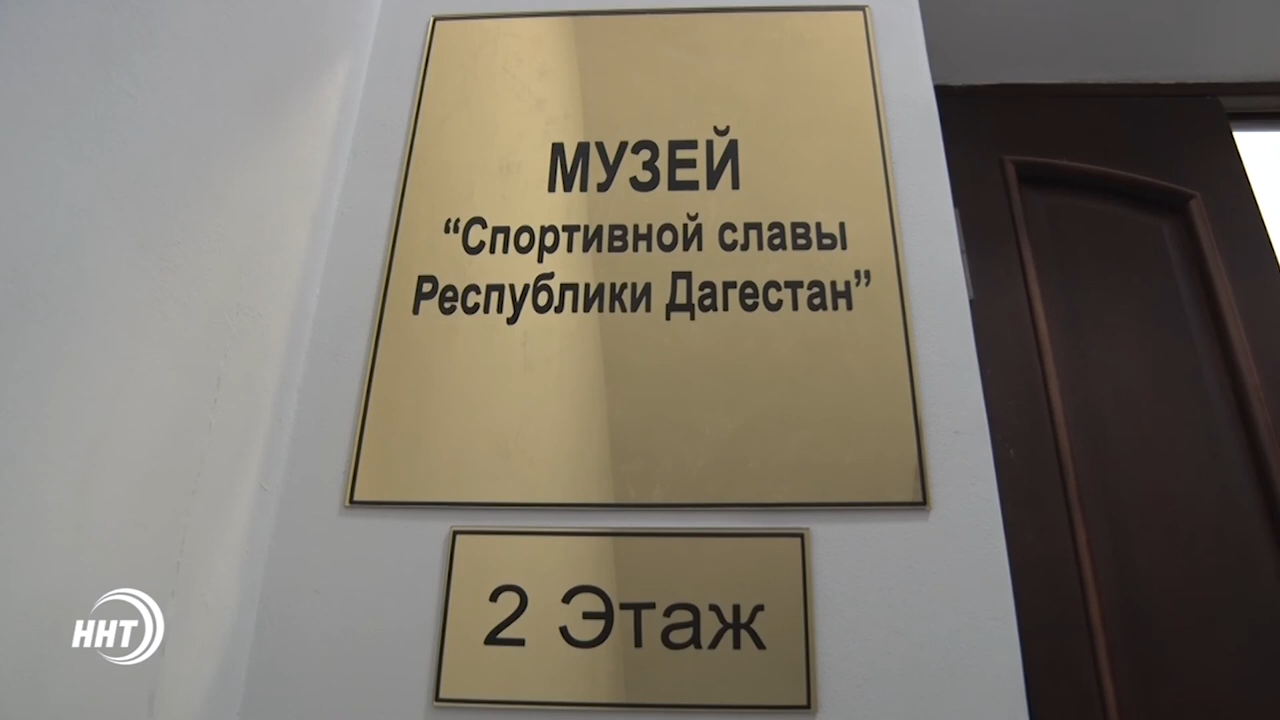 МУЗЕЙ
“Спортивной славы
Республики Дагестан”
2 Этаж
ННТ